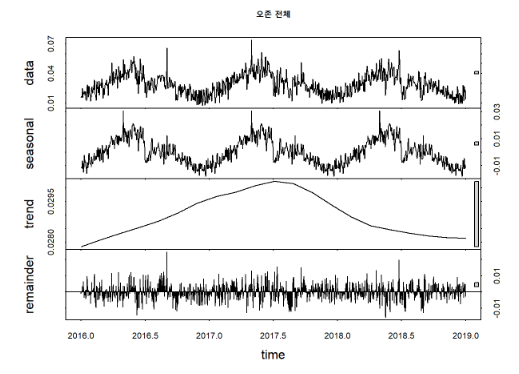 오존 전체
data
0.01 0.04 0.07
seasonal
-0.01 0.01 0.03
trend
0.0280 0.0295
remainder
-0.01 0.01
2016.0 2016.5 2017.0 2017.5 2018.0 2018.5 2019.0
time